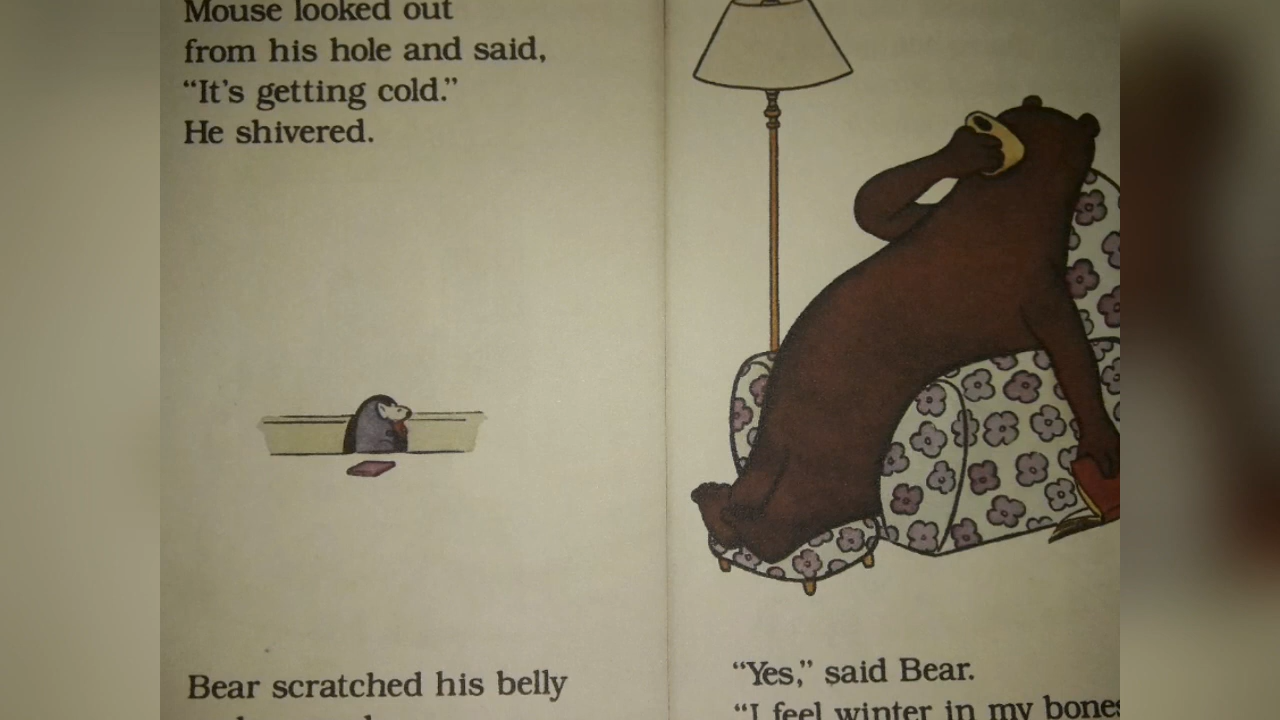 Mouse looked out
from his hole and said,
“It's getting cold.”
He shivered.
Bear scratched his belly
“Yes,” said Bear.
“I feel winter in my bones